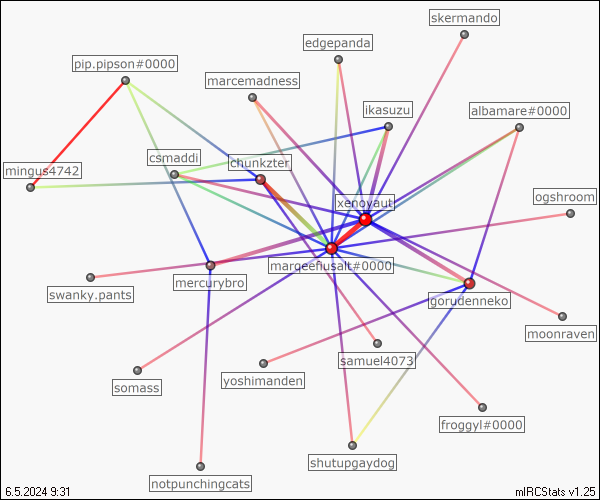 skermando
edgepanda
pip.pipson#0000
marcemadness
ikasuzu
albamare#0000
csmaddi
chunkzter
mingus4742
xenoyaut
ogshroom
margeeflusalt#0000
mercurybro
swanky.pants
gorudenneko
moonraven
samuel4073
yoshimanden
somass
froggyl#0000
shutupgaydog
notpunchingcats
6.5.2024 9:31
mIRCStats v1.25